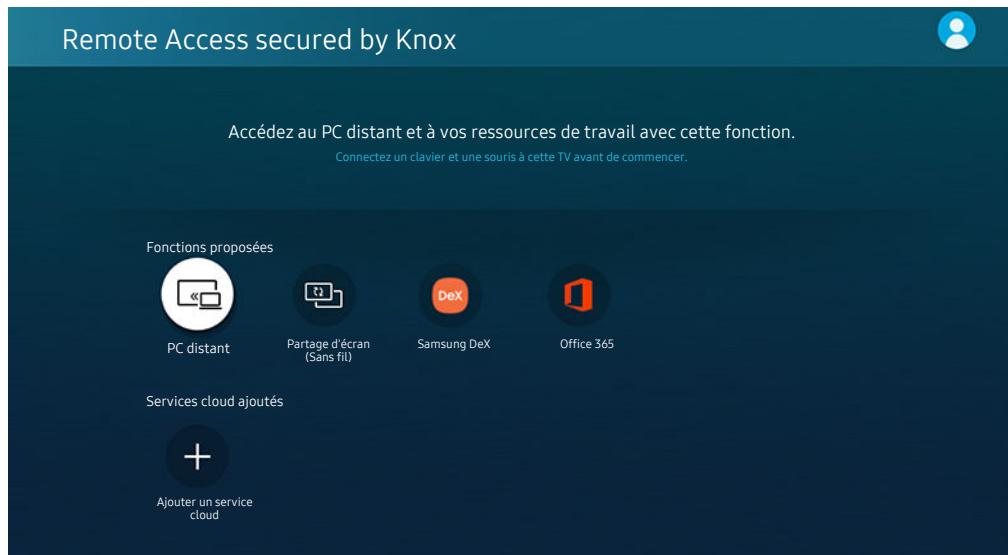 Remote Access secured by Knox
Accédez au PC distant et à vos ressources de travail avec cette fonction.
Connectez un clavier et une souris à cette TV avant de commencer.
Fonctions proposées
DeX
PC distant
Partage d'écran
(Sans fil)
Samsung DeX
Office 365
Services cloud ajoutés
Ajouter un service
cloud